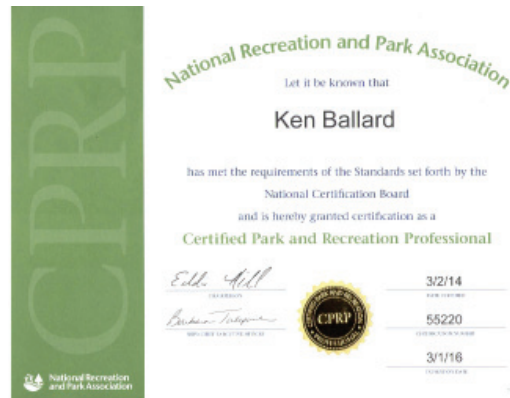 CPRP
National Recreation and Park Association
Let it be known that
Ken Ballard
has met the requirements of the Standards set forth by the
National Certification Board
and is hereby granted certification as a
Certified Park and Recreation Professional
3/2/14
CPRP
55220
3/1/16
National Recreation
and Park Association